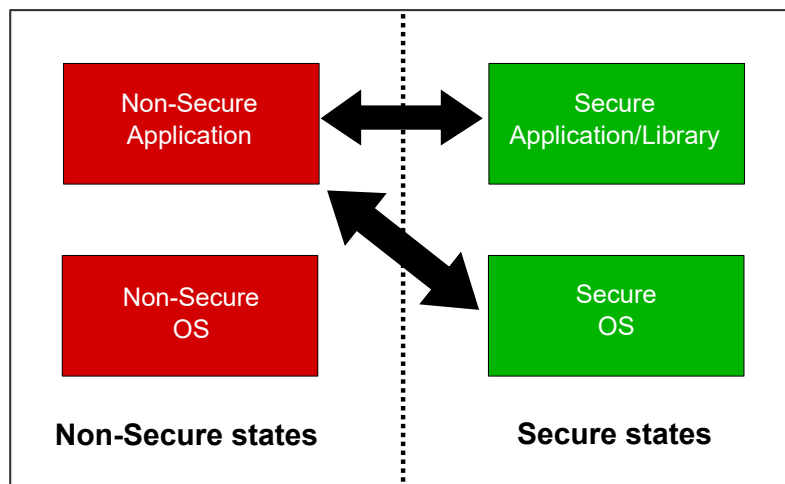 Non-Secure
Application
Secure
Application/Library
Non-Secure
OS
Secure
OS
Non-Secure states
Secure states